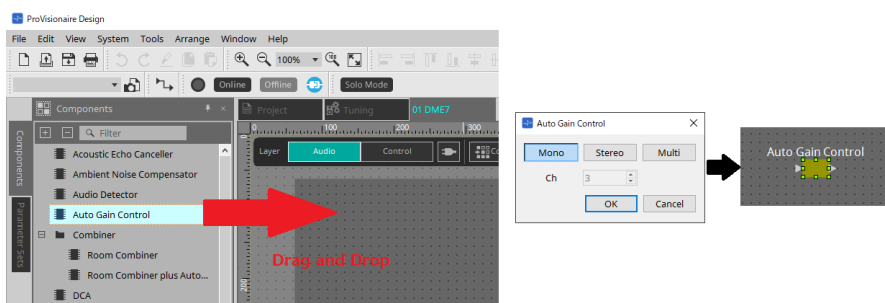 ProVisionaire Design
File Edit View System Tools Arrange Window Help
100%
Online Offline Solo Mode
Components
Project Tuning 01 DME7
Filter
0 100 200 300
Layer Audio Control
Components
Parameter Sets
Acoustic Echo Canceller
Ambient Noise Compensator
Audio Detector
Auto Gain Control
Combiner
Room Combiner
Room Combiner plus Auto...
DCA
Drag and Drop
200
Auto Gain Control
Mono Stereo Multi
Ch 3
OK Cancel
Auto Gain Control